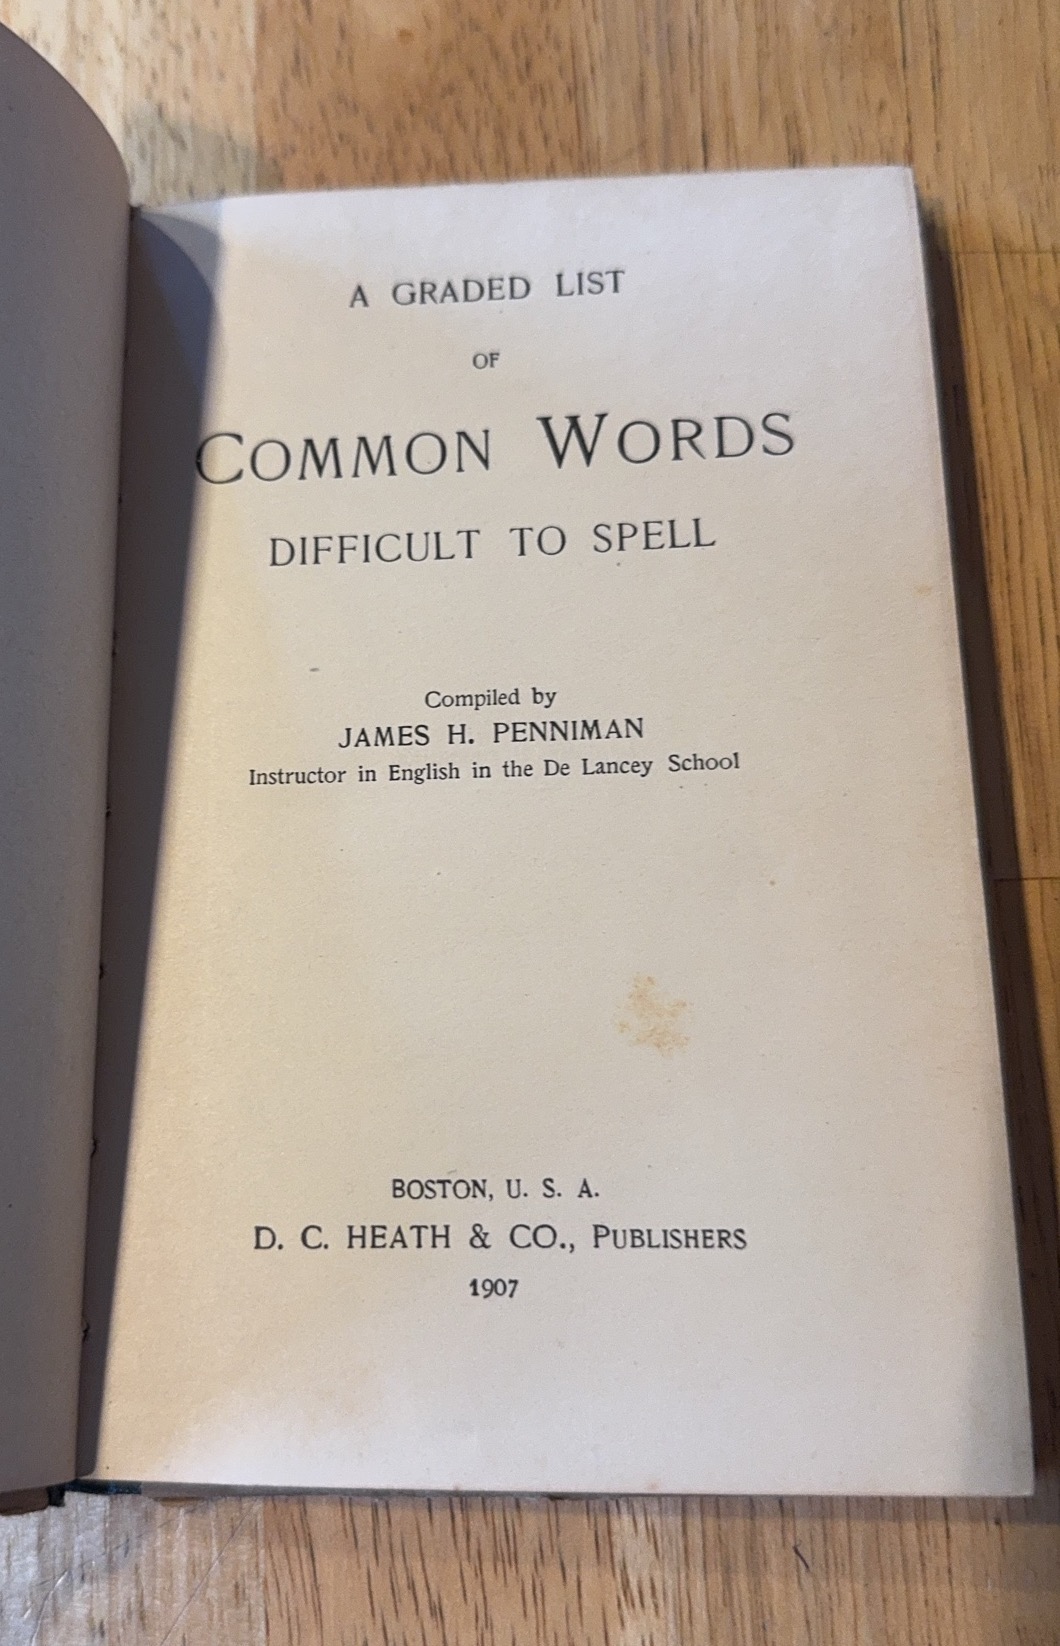 A GRADED LIST
OF
COMMON WORDS
DIFFICULT TO SPELL
Compiled by
JAMES H. PENNIMAN
Instructor in English in the De Lancey School
BOSTON, U. S. A.
D. C. HEATH & CO., PUBLISHERS
1907